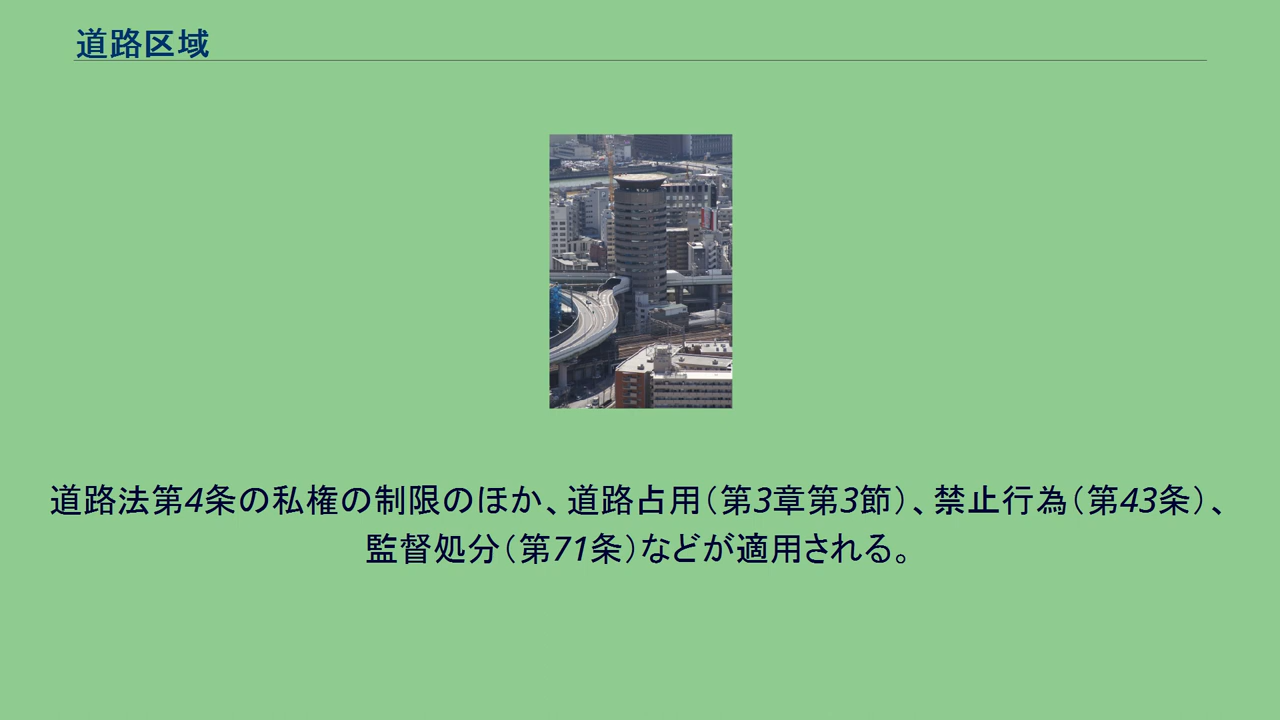 道路区域
道路法第4条の私権の制限のほか、道路占用（第3章第3節）、禁止行為（第43条）、
監督処分（第71条）などが適用される。